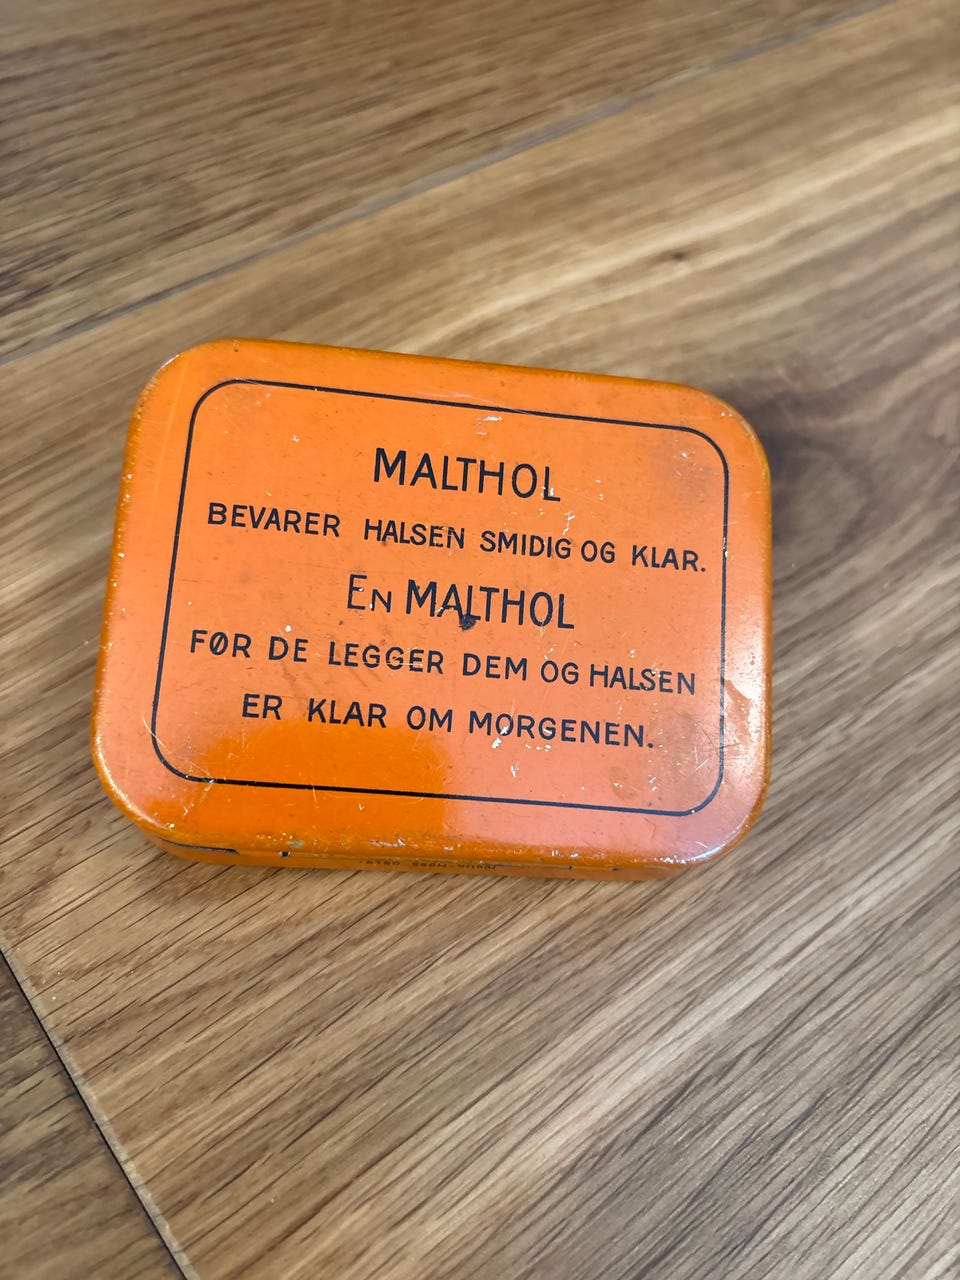 MALTHOL
BEVARER HALSEN SMIDIG OG KLAR.
EN MALTHOL
FØR DE LEGGER DEM OG HALSEN
ER KLAR OM MORGENEN.